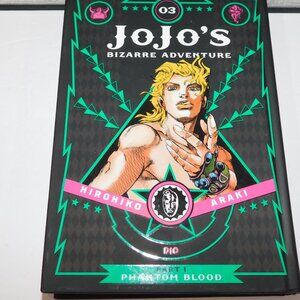 03
JOJO'S
BIZARRE ADVENTURE
HIROHIKO ARAKI
DIO
PART 1
PHANTOM BLOOD